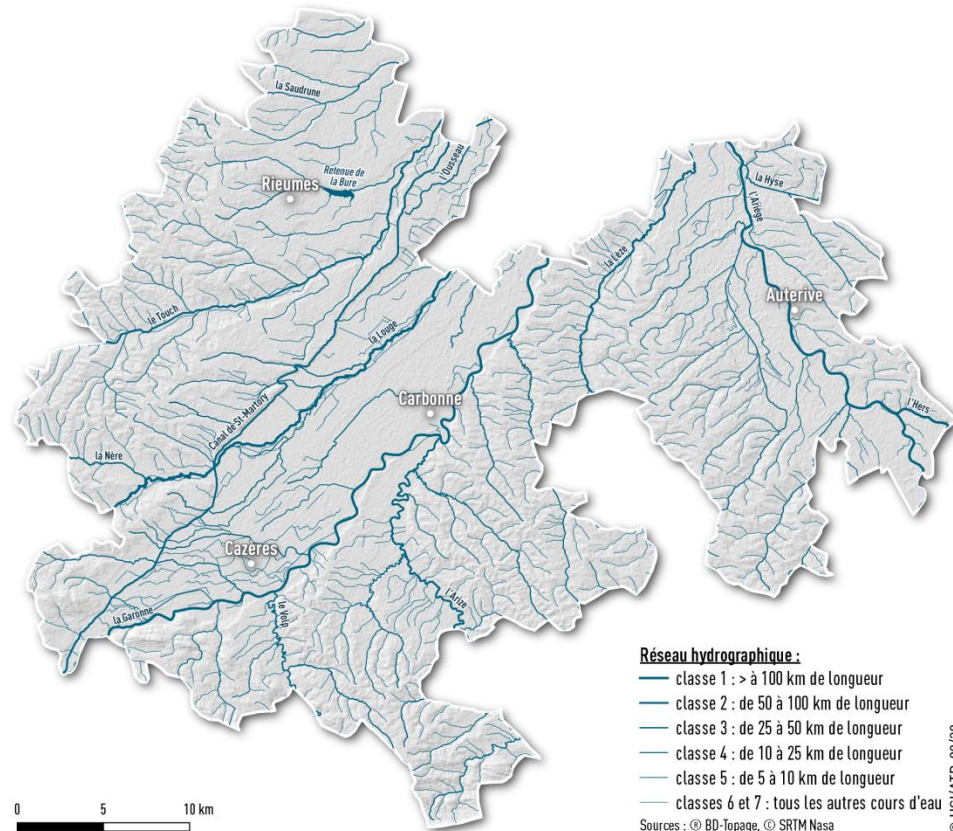 la Saudrune
l'Ousseau
Retenue de
la Bure
Rieumes
la Hyse
l'Ariège
la Lèze
Auterive
le Touch
la Louge
Carbonne
Canal de St-Martory
l'Hers
la Nère
Cazères
la Garonne
le Volp
l'Arize
Réseau hydrographique :
classe 1 : > à 100 km de longueur
classe 2 : de 50 à 100 km de longueur
classe 3 : de 25 à 50 km de longueur
classe 4 : de 10 à 25 km de longueur
classe 5 : de 5 à 10 km de longueur
classes 6 et 7 : tous les autres cours d'eau
Sources : ® BD-Topage, © SRTM Nasa
0 5 10 km